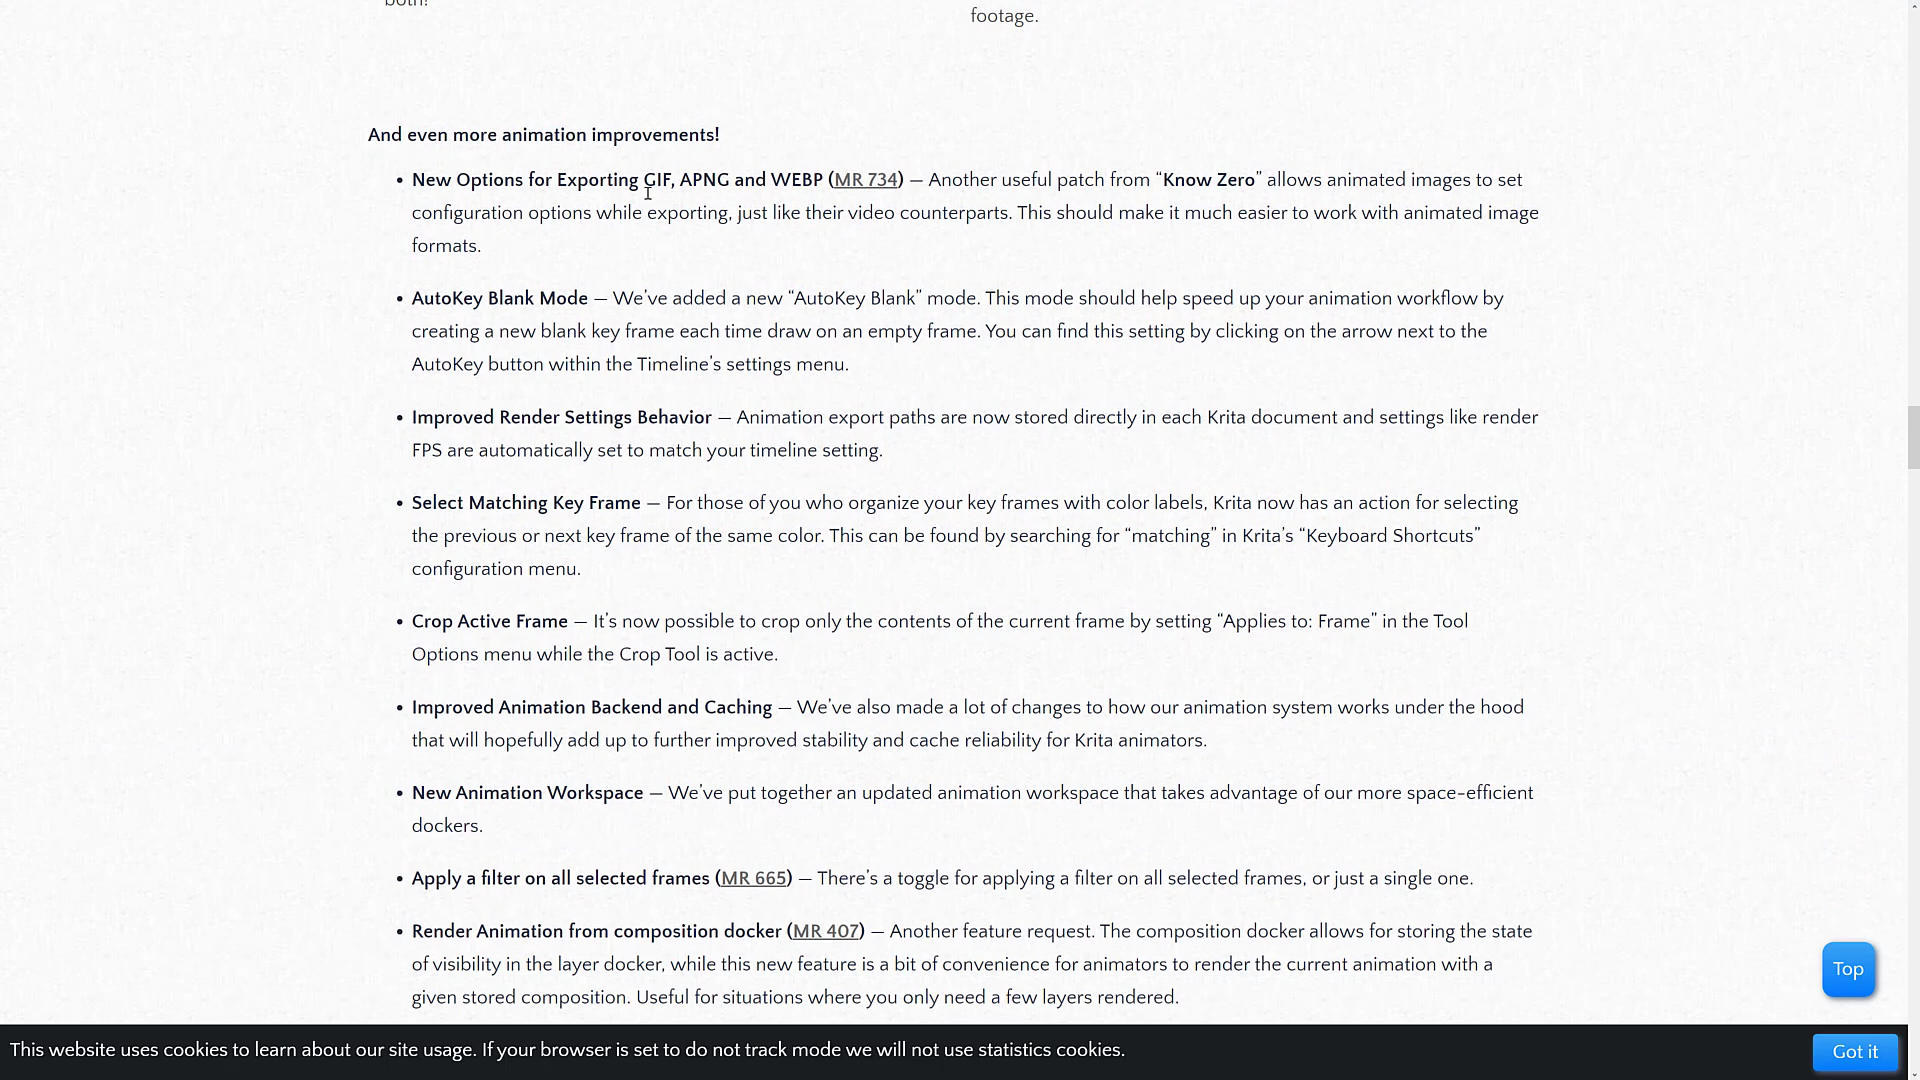 both!
footage.
And even more animation improvements!
• New Options for Exporting GIF, APNG and WEBP (MR 734) — Another useful patch from “Know Zero” allows animated images to set
configuration options while exporting, just like their video counterparts. This should make it much easier to work with animated image
formats.
• AutoKey Blank Mode — We’ve added a new “AutoKey Blank” mode. This mode should help speed up your animation workflow by
creating a new blank key frame each time draw on an empty frame. You can find this setting by clicking on the arrow next to the
AutoKey button within the Timeline’s settings menu.
• Improved Render Settings Behavior — Animation export paths are now stored directly in each Krita document and settings like render
FPS are automatically set to match your timeline setting.
• Select Matching Key Frame — For those of you who organize your key frames with color labels, Krita now has an action for selecting
the previous or next key frame of the same color. This can be found by searching for “matching” in Krita’s “Keyboard Shortcuts”
configuration menu.
• Crop Active Frame — It’s now possible to crop only the contents of the current frame by setting “Applies to: Frame” in the Tool
Options menu while the Crop Tool is active.
• Improved Animation Backend and Caching — We’ve also made a lot of changes to how our animation system works under the hood
that will hopefully add up to further improved stability and cache reliability for Krita animators.
• New Animation Workspace — We’ve put together an updated animation workspace that takes advantage of our more space-efficient
dockers.
• Apply a filter on all selected frames (MR 665) — There’s a toggle for applying a filter on all selected frames, or just a single one.
• Render Animation from composition docker (MR 407) — Another feature request. The composition docker allows for storing the state
of visibility in the layer docker, while this new feature is a bit of convenience for animators to render the current animation with a
given stored composition. Useful for situations where you only need a few layers rendered.
Top
This website uses cookies to learn about our site usage. If your browser is set to do not track mode we will not use statistics cookies.
Got it